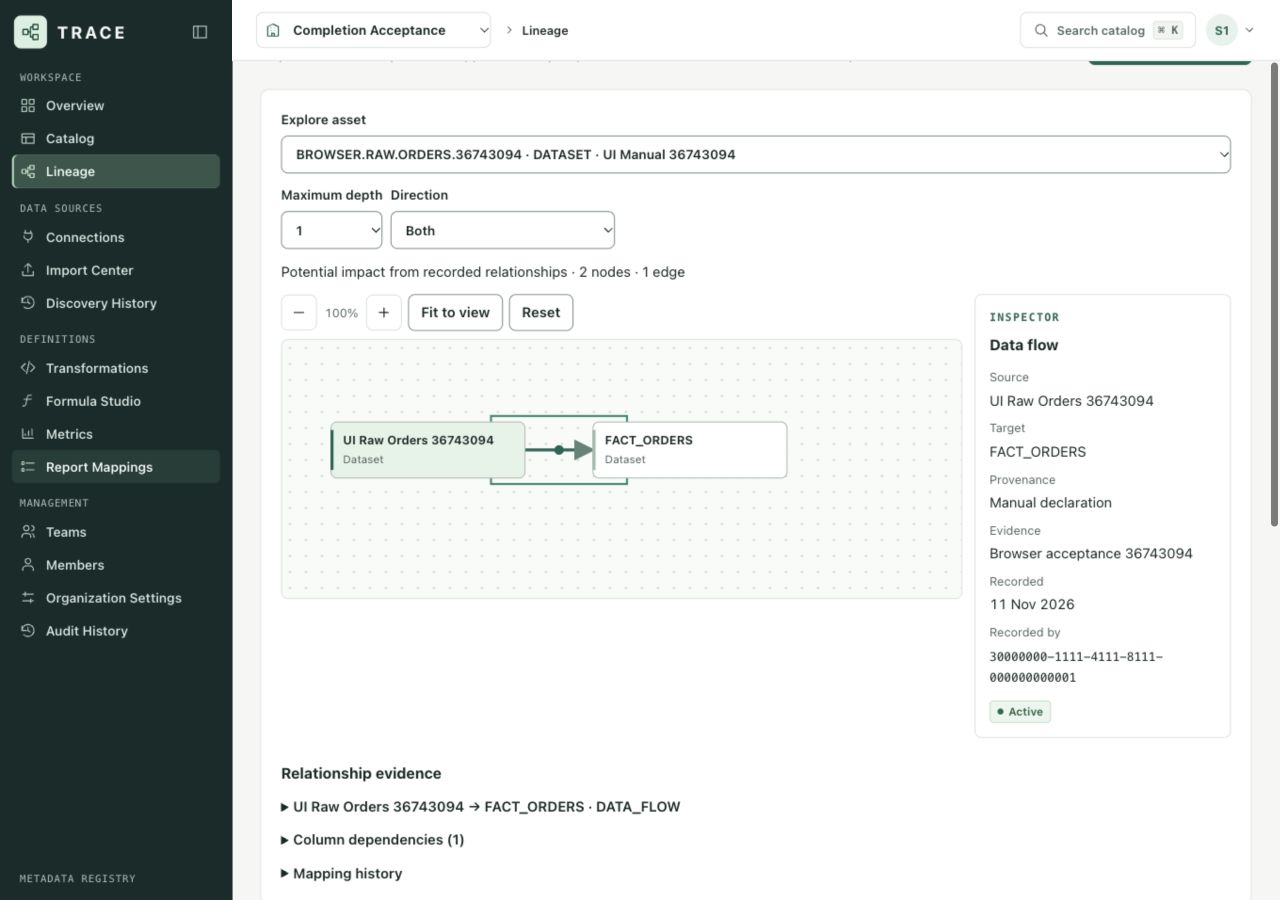 TRACE
Completion Acceptance
Lineage
Search catalog ⌘ K
S1
WORKSPACE
Overview
Catalog
Lineage
DATA SOURCES
Connections
Import Center
Discovery History
DEFINITIONS
Transformations
Formula Studio
Metrics
Report Mappings
MANAGEMENT
Teams
Members
Organization Settings
Audit History
METADATA REGISTRY
Explore asset
BROWSER.RAW.ORDERS.36743094 · DATASET · UI Manual 36743094
Maximum depth Direction
1 Both
Potential impact from recorded relationships · 2 nodes · 1 edge
− 100% + Fit to view Reset
UI Raw Orders 36743094
Dataset
FACT_ORDERS
Dataset
INSPECTOR
Data flow
Source
UI Raw Orders 36743094
Target
FACT_ORDERS
Provenance
Manual declaration
Evidence
Browser acceptance 36743094
Recorded
11 Nov 2026
Recorded by
30000000-1111-4111-8111-
000000000001
Active
Relationship evidence
UI Raw Orders 36743094 → FACT_ORDERS · DATA_FLOW
Column dependencies (1)
Mapping history